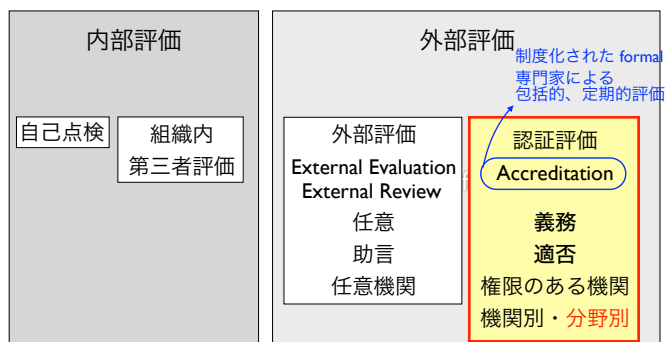 内部評価
自己点検
組織内
第三者評価
外部評価
制度化された formal
専門家による
包括的、定期的評価
外部評価
External Evaluation
External Review
任意
助言
任意機関
認証評価
Accreditation
義務
適否
権限のある機関
機関別・分野別